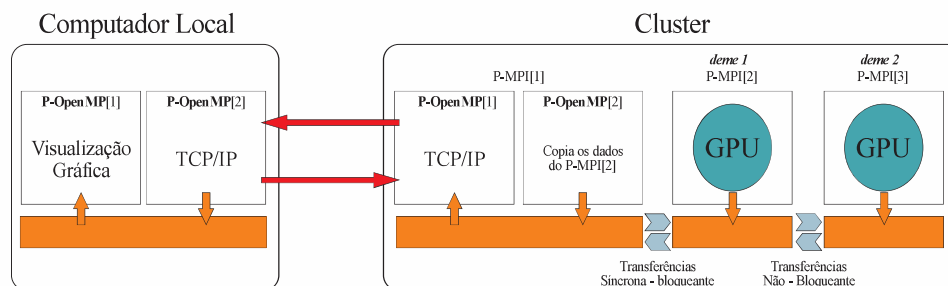 Computador Local
Cluster
deme 1
deme 2
P-MPI[1]
P-MPI[2]
P-MPI[3]
P-OpenMP[1]
P-OpenMP[2]
P-OpenMP[1]
P-OpenMP[2]
Visualização
Gráfica
TCP/IP
TCP/IP
Copia os dados
do P-MPI[2]
GPU
GPU
Transferências
Síncrona - bloqueante
Transferências
Não - Bloqueante